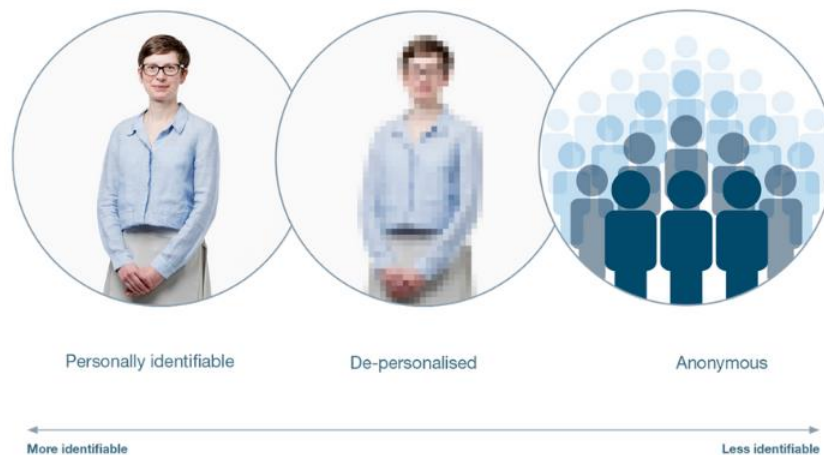 Personally identifiable
De-personalised
Anonymous
More identifiable
Less identifiable